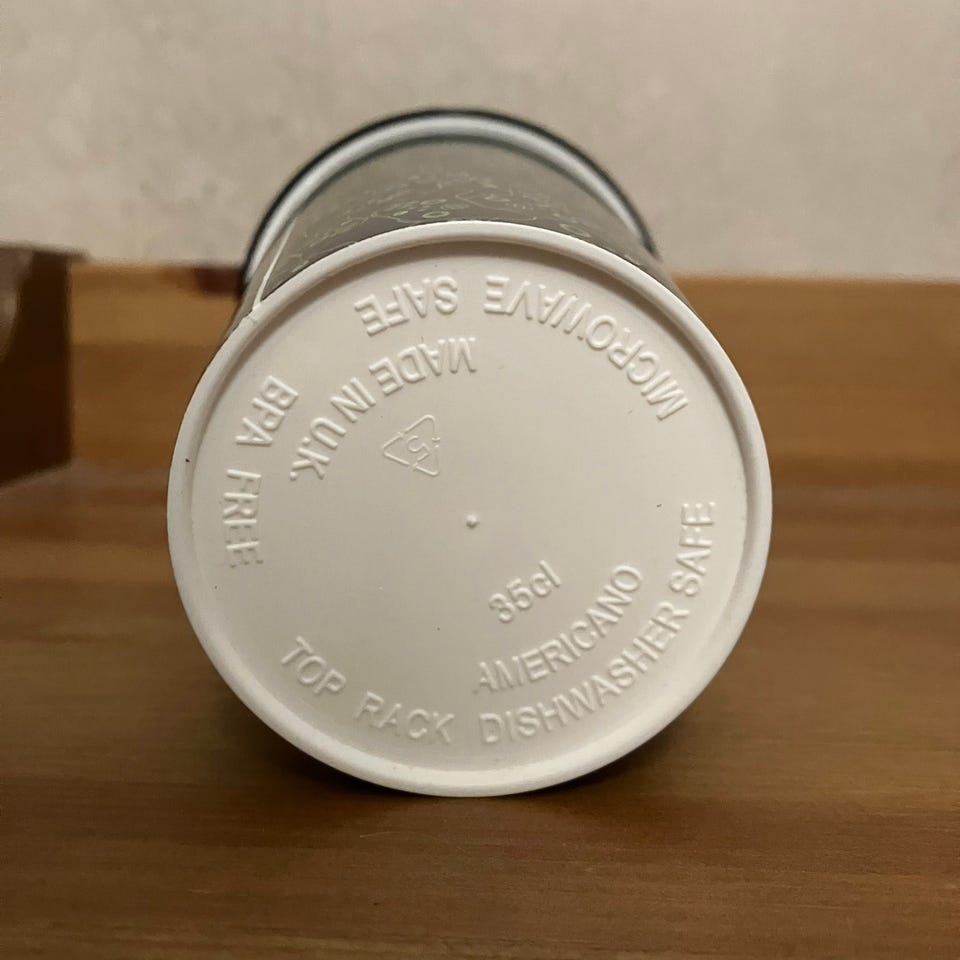 MICROWAVE SAFE
BPA FREE
TOP RACK DISHWASHER SAFE
MADE IN U.K.
5
35cl
AMERICANO